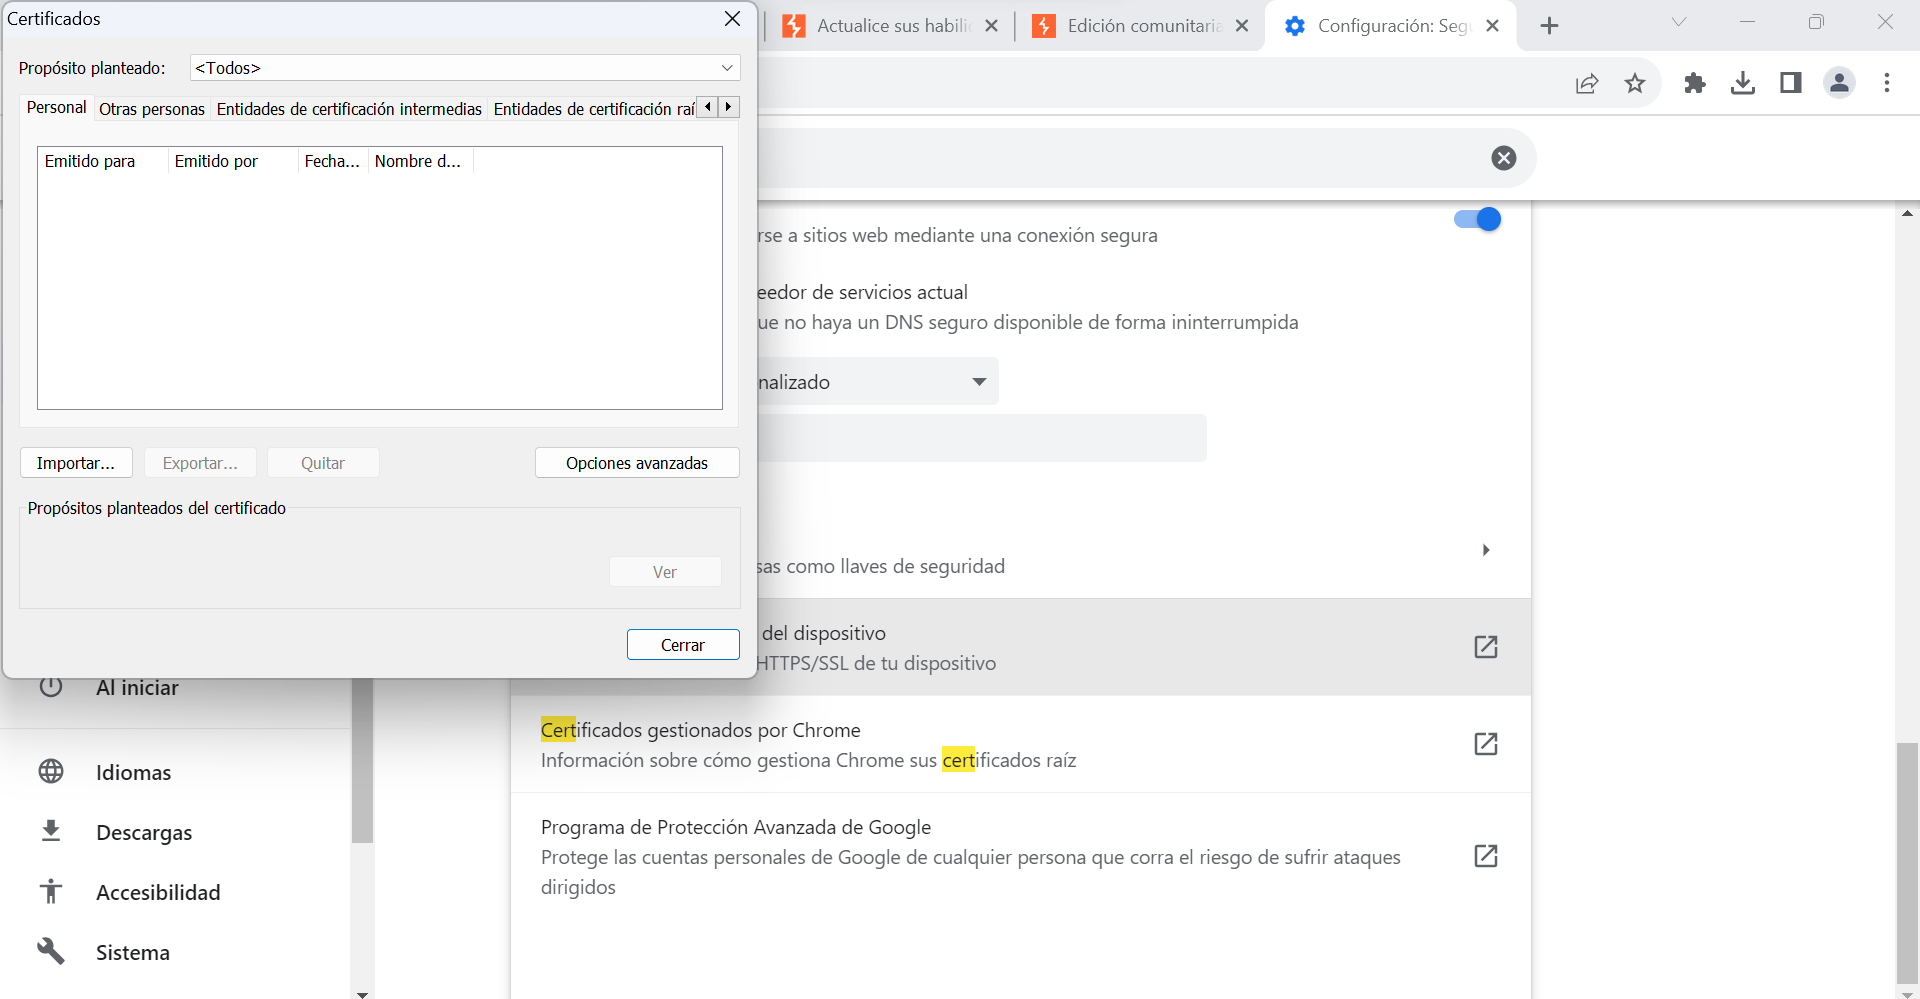 Certificados
Actualice sus habili
Edición comunitaria
Configuración: Seg
Propósito planteado:
<Todos>
Personal
Otras personas
Entidades de certificación intermedias
Entidades de certificación raí
Emitido para
Emitido por
Fecha...
Nombre d...
rse a sitios web mediante una conexión segura
eedor de servicios actual
ue no haya un DNS seguro disponible de forma ininterrumpida
nalizado
Importar...
Exportar...
Quitar
Opciones avanzadas
Propósitos planteados del certificado
Ver
sas como llaves de seguridad
Cerrar
del dispositivo
HTTPS/SSL de tu dispositivo
Al iniciar
Idiomas
Descargas
Accesibilidad
Sistema
Certificados gestionados por Chrome
Información sobre cómo gestiona Chrome sus certificados raíz
Programa de Protección Avanzada de Google
Protege las cuentas personales de Google de cualquier persona que corra el riesgo de sufrir ataques
dirigidos